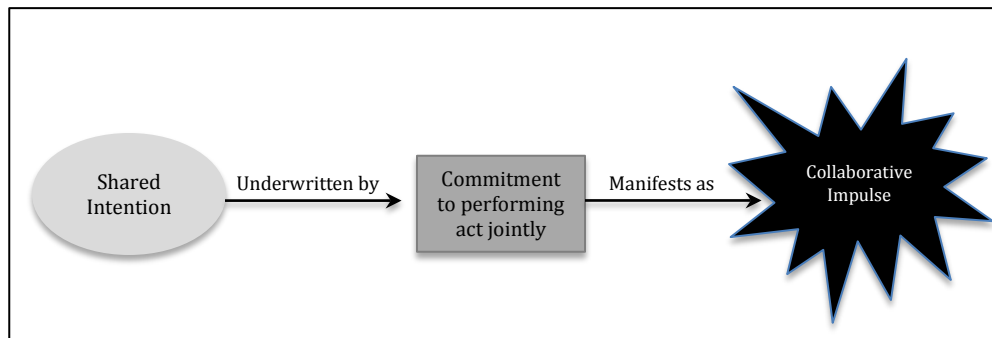 Shared
Intention
Underwritten by
Commitment
to performing
act jointly
Manifests as
Collaborative
Impulse